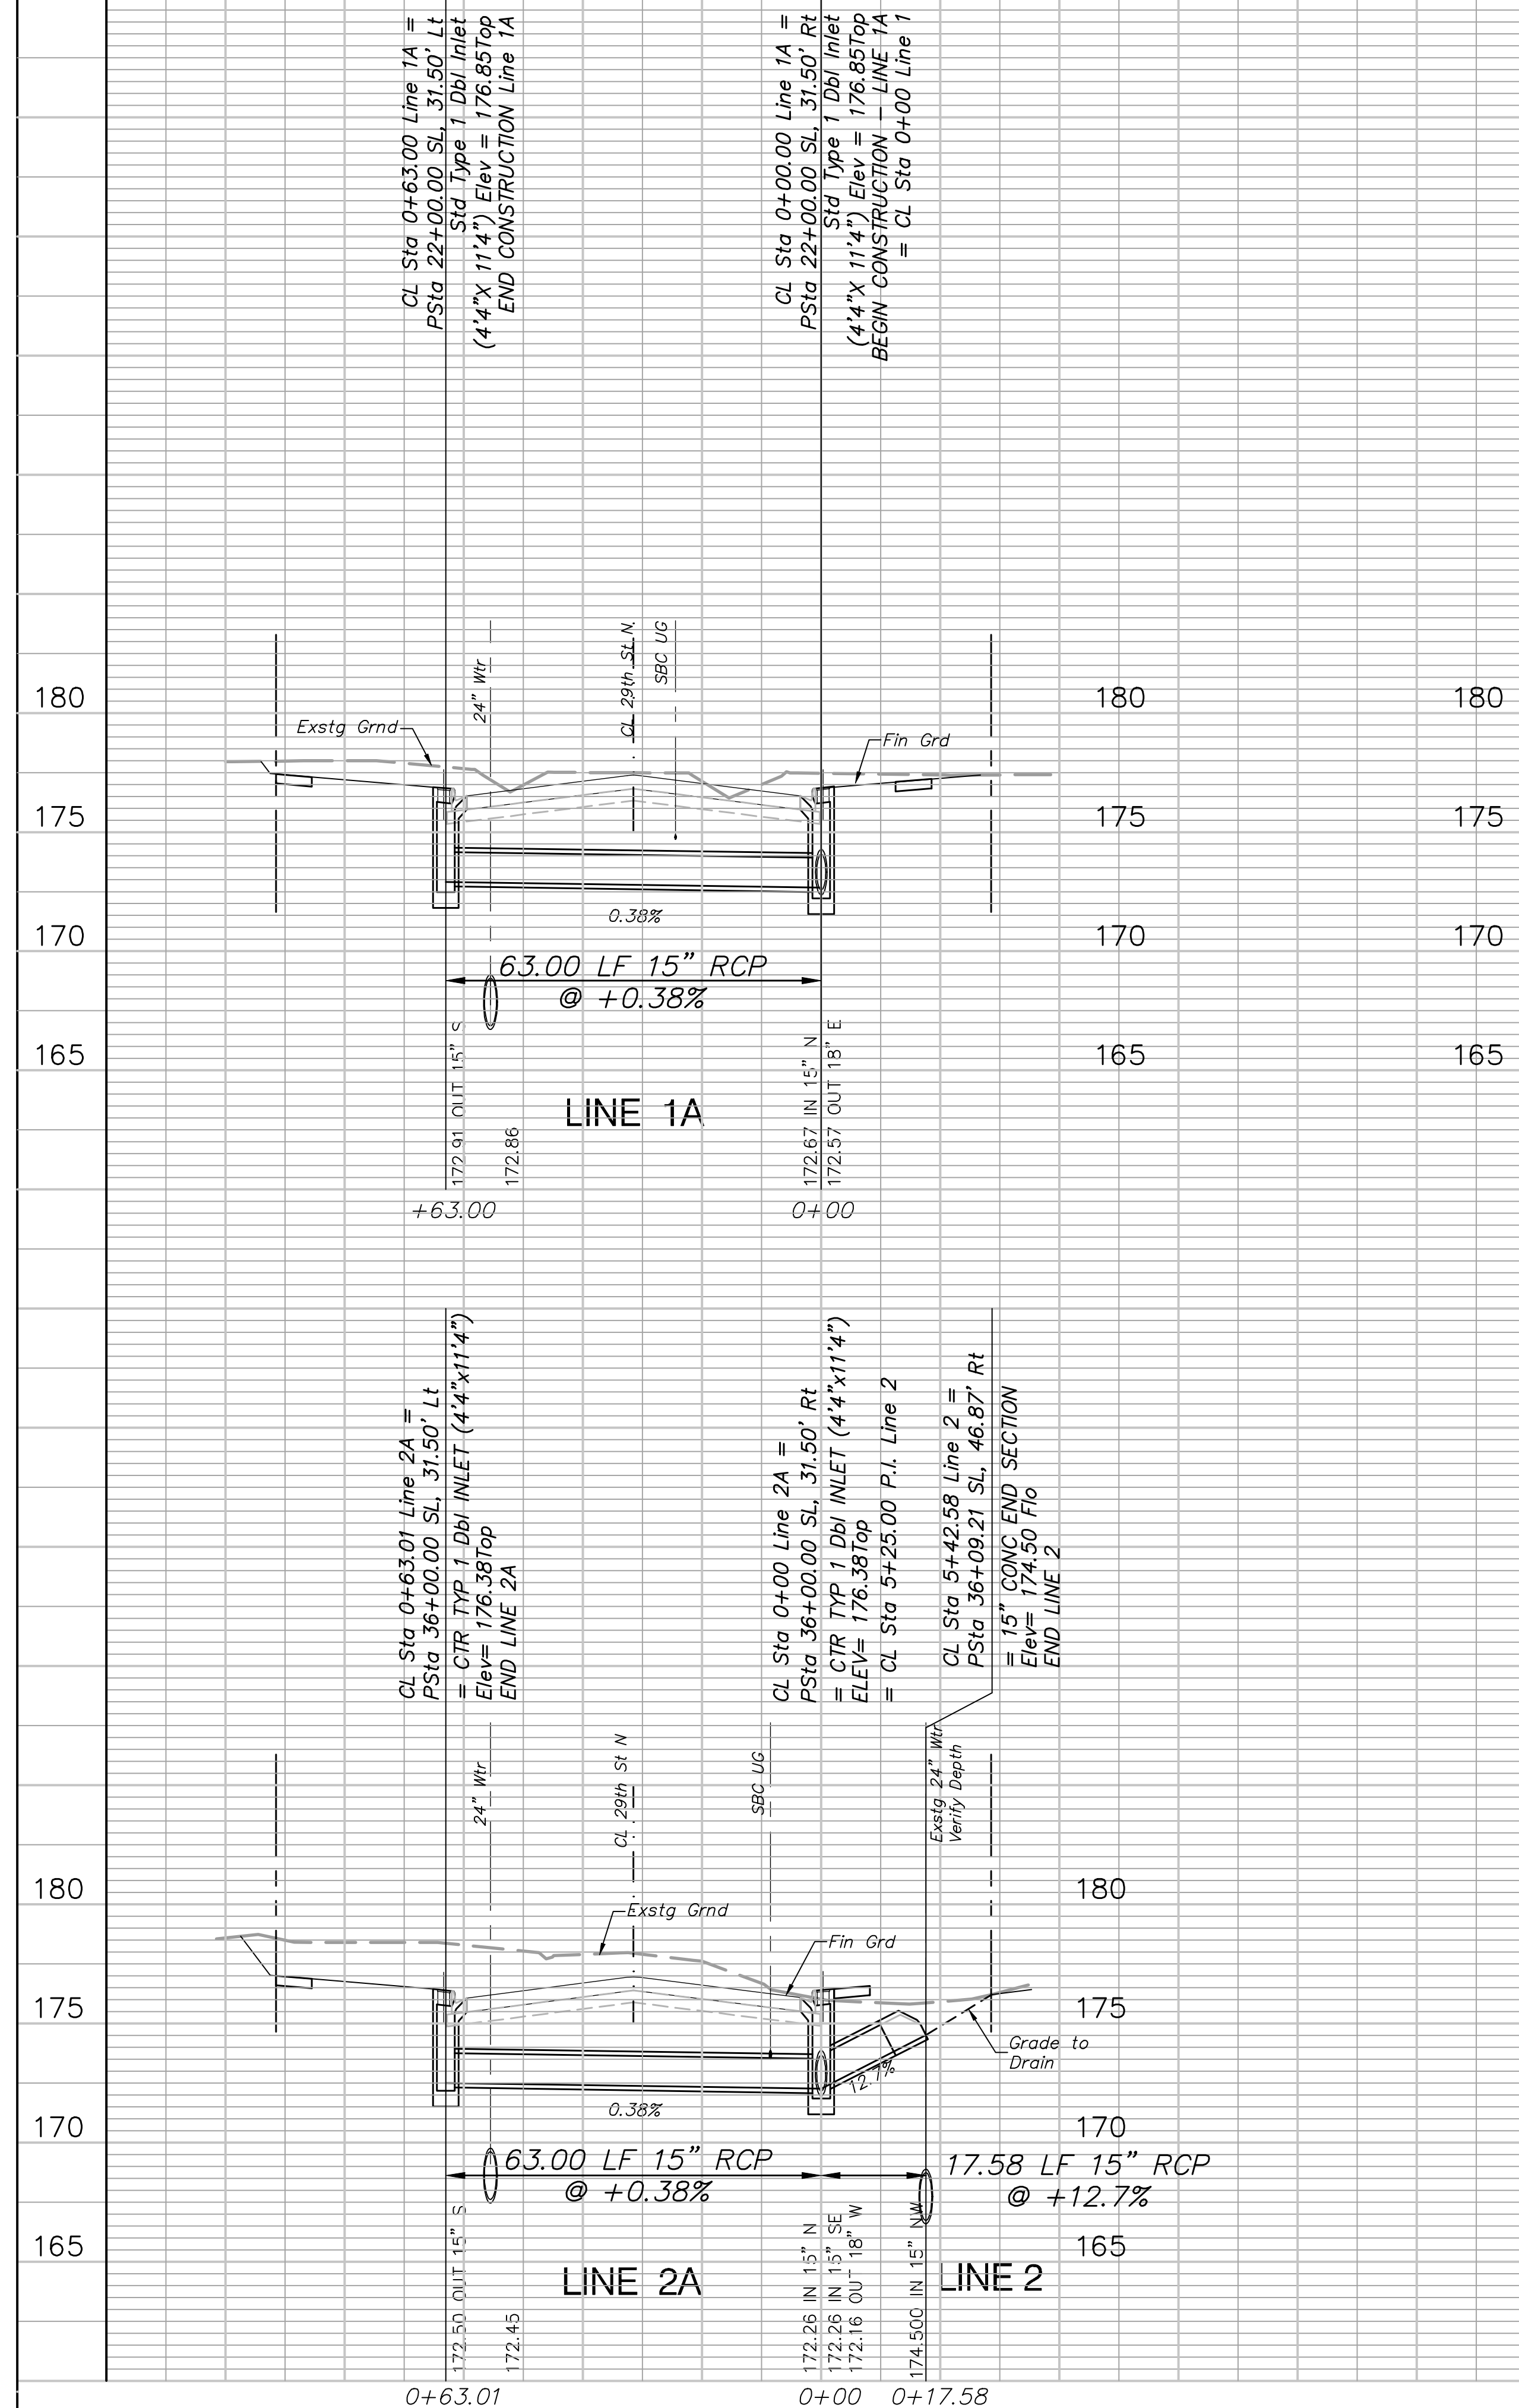 CL Sta 0+63.00 Line 1A =
PSta 22+00.00 SL, 31.50' Lt
Std Type 1 Dbl Inlet
(4'4"X 11'4") Elev = 176.85Top
END CONSTRUCTION Line 1A
CL Sta 0+00.00 Line 1A =
PSta 22+00.00 SL, 31.50' Rt
Std Type 1 Dbl Inlet
(4'4"X 11'4") Elev = 176.85Top
BEGIN CONSTRUCTION – LINE 1A
= CL Sta 0+00 Line 1
24" Wtr
CL 29th St N.
SBC UG
180
180
180
Exstg Grnd
Fin Grd
175
175
175
0.38%
170
170
170
63.00 LF 15" RCP
@ +0.38%
165
165
165
LINE 1A
172.91 OUT 15" S
172.86
172.67 IN 15" N
172.57 OUT 18" E
+63.00
0+00
CL Sta 0+63.01 Line 2A =
PSta 36+00.00 SL, 31.50' Lt
= CTR TYP 1 Dbl INLET (4'4"x11'4")
Elev= 176.38Top
END LINE 2A
CL Sta 0+00 Line 2A =
PSta 36+00.00 SL, 31.50' Rt
= CTR TYP 1 Dbl INLET (4'4"x11'4")
ELEV= 176.38Top
= CL Sta 5+25.00 P.I. Line 2
CL Sta 5+42.58 Line 2 =
PSta 36+09.21 SL, 46.87' Rt
= 15" CONC END SECTION
Elev= 174.50 Flo
END LINE 2
24" Wtr
CL 29th St N
SBC UG
Exstg 24" Wtr
Verify Depth
180
180
Exstg Grnd
Fin Grd
175
175
Grade to
Drain
12.7%
0.38%
170
170
63.00 LF 15" RCP
@ +0.38%
17.58 LF 15" RCP
@ +12.7%
165
165
LINE 2A
LINE 2
172.50 OUT 15" S
172.45
172.26 IN 15" N
172.26 IN 15" SE
172.16 OUT 18" W
174.500 IN 15" NW
0+63.01
0+00
0+17.58